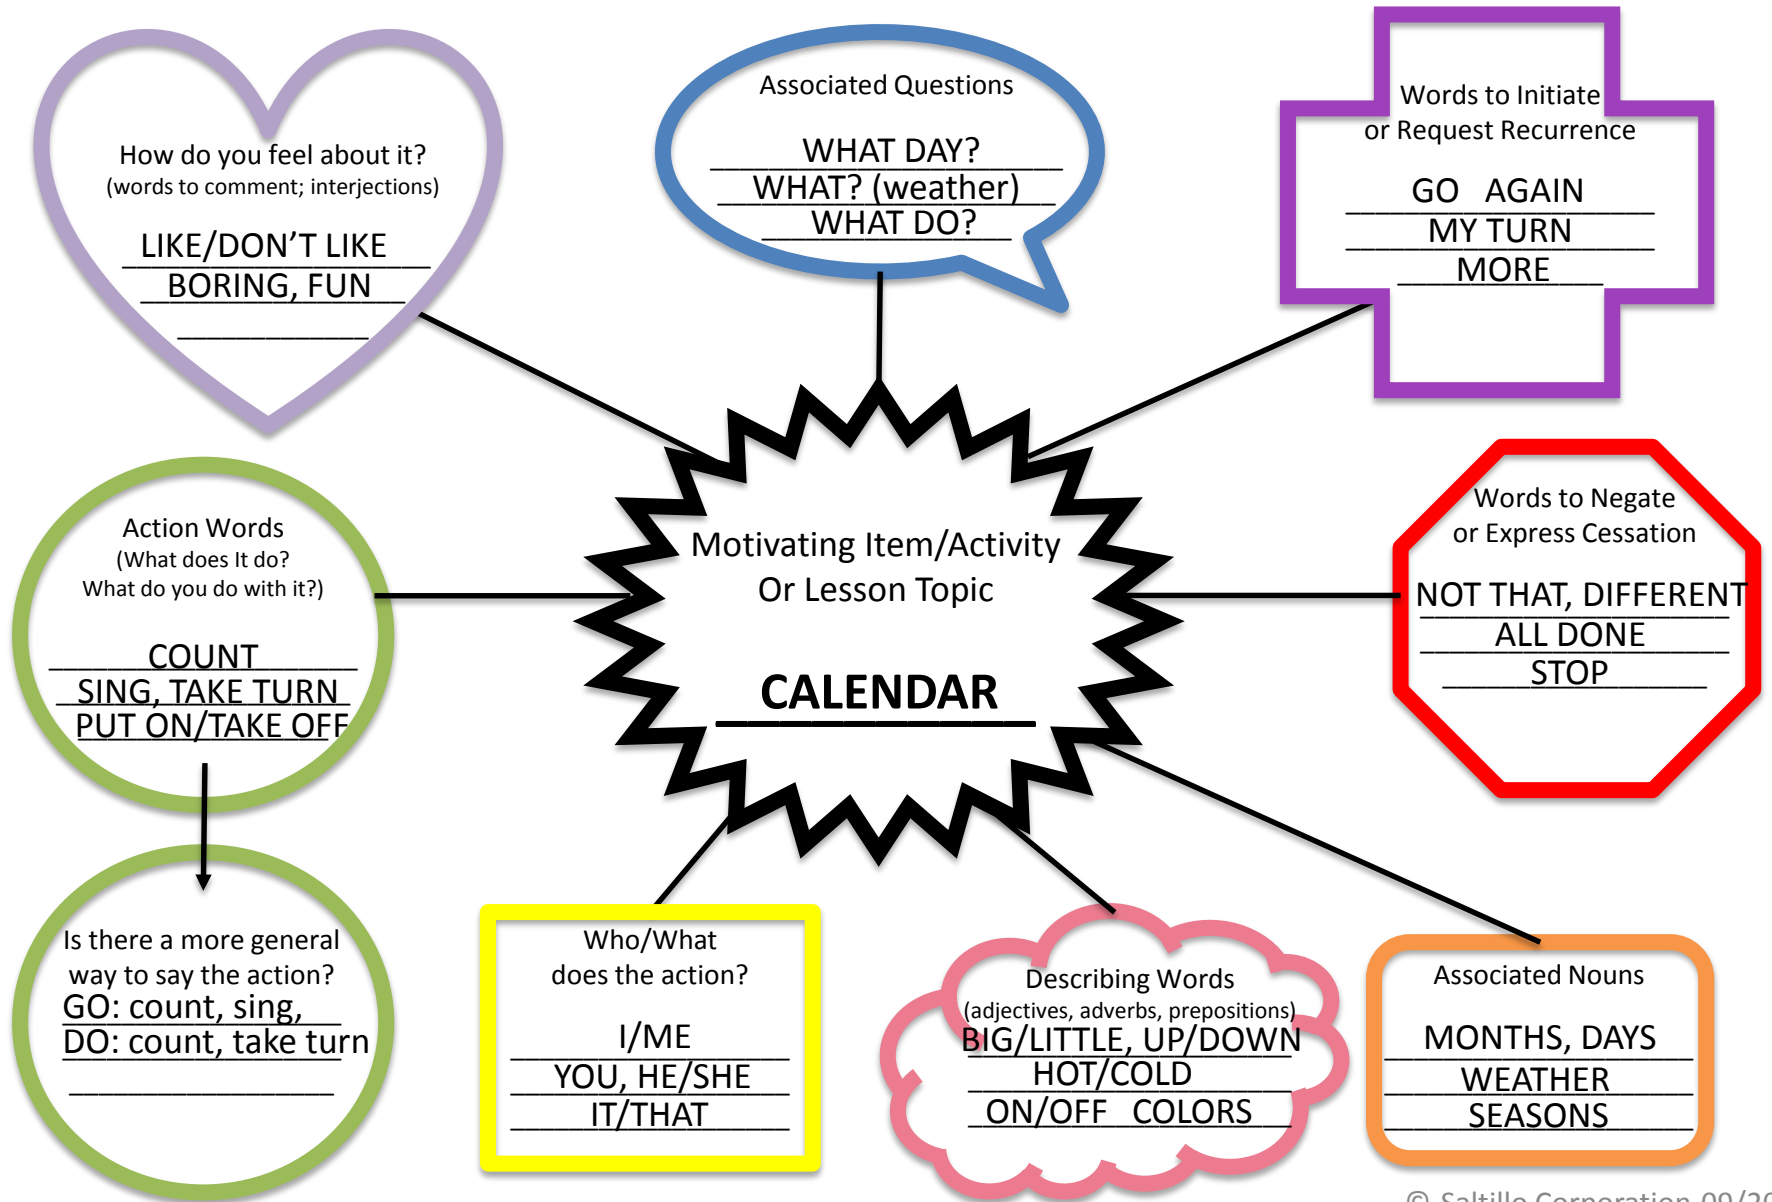 How do you feel about it?
(words to comment; interjections)
LIKE/DON'T LIKE
BORING, FUN
Associated Questions
WHAT DAY?
WHAT? (weather)
WHAT DO?
Words to Initiate
or Request Recurrence
GO AGAIN
MY TURN
MORE
Action Words
(What does It do?
What do you do with it?)
COUNT
SING, TAKE TURN
PUT ON/TAKE OFF
Motivating Item/Activity
Or Lesson Topic
CALENDAR
Words to Negate
or Express Cessation
NOT THAT, DIFFERENT
ALL DONE
STOP
Is there a more general
way to say the action?
GO: count, sing,
DO: count, take turn
Who/What
does the action?
I/ME
YOU, HE/SHE
IT/THAT
Describing Words
(adjectives, adverbs, prepositions)
BIG/LITTLE, UP/DOWN
HOT/COLD
ON/OFF COLORS
Associated Nouns
MONTHS, DAYS
WEATHER
SEASONS
© Saltillo Corporation